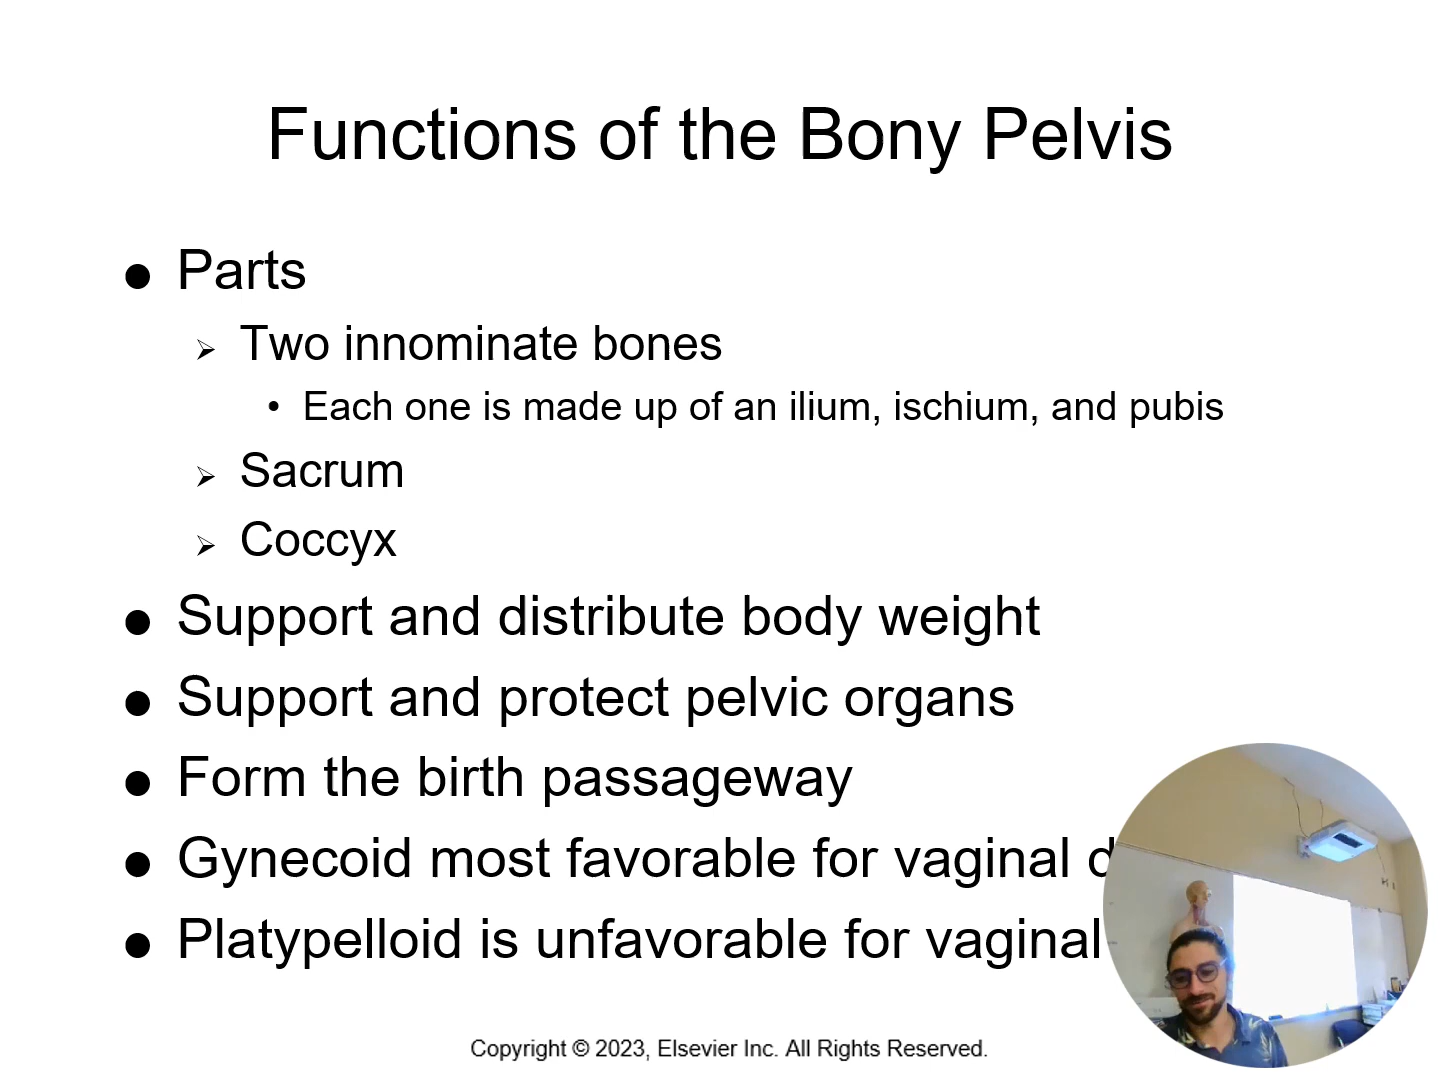 Functions of the Bony Pelvis
● Parts
➢ Two innominate bones
• Each one is made up of an ilium, ischium, and pubis
➢ Sacrum
➢ Coccyx
● Support and distribute body weight
● Support and protect pelvic organs
● Form the birth passageway
● Gynecoid most favorable for vaginal
● Platypelloid is unfavorable for vaginal
Copyright © 2023, Elsevier Inc. All Rights Reserved.